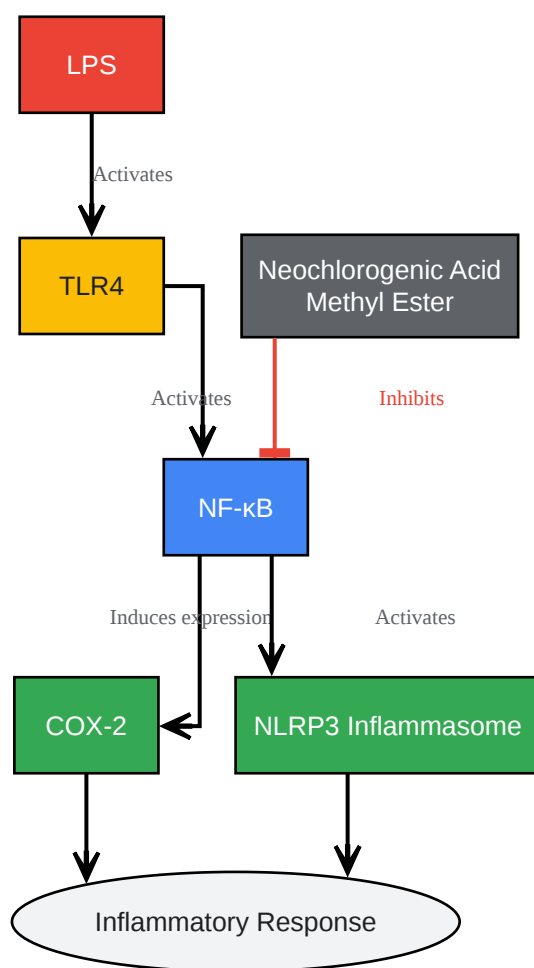 LPS
Activates
TLR4
Neochlorogenic Acid
Methyl Ester
Activates
Inhibits
NF-κB
Induces expression
Activates
COX-2
NLRP3 Inflammasome
Inflammatory Response